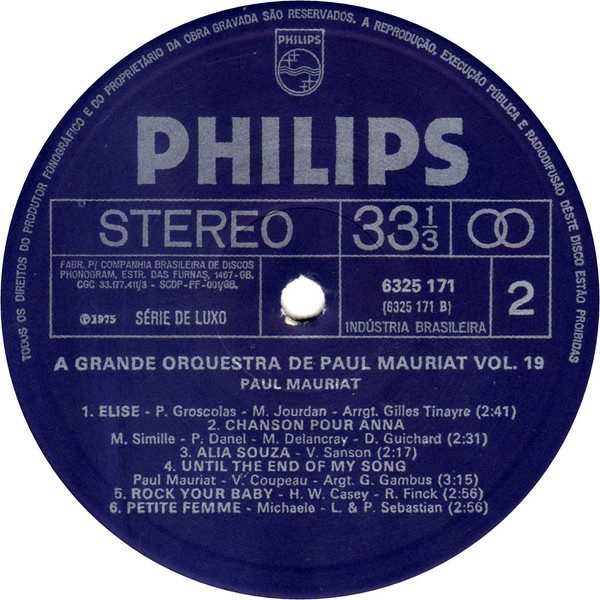 TODOS OS DIREITOS DO PRODUTOR FONOGRÁFICO E DO PROPRIETÁRIO DA OBRA GRAVADA SÃO RESERVADOS. A REPRODUÇÃO, EXECUÇÃO PÚBLICA E RADIODIFUSÃO DÊSTE DISCO ESTÃO PROIBIDAS
PHILIPS
PHILIPS
STEREO 33 1/3
FABR. P/ COMPANHIA BRASILEIRA DE DISCOS
PHONOGRAM, ESTR. DAS FURNAS, 1467-GB.
CGC 33.177.411/3 - SCDP-PF-001/GB.
Ⓟ1975 SÉRIE DE LUXO
6325 171
(6325 171 B)
INDÚSTRIA BRASILEIRA
2
A GRANDE ORQUESTRA DE PAUL MAURIAT VOL. 19
PAUL MAURIAT
1. ELISE - P. Groscolas - M. Jourdan - Arrgt. Gilles Tinayre (2:41)
2. CHANSON POUR ANNA
M. Simille - P. Danel - M. Delancray - D. Guichard (2:31)
3. ALIA SOUZA - V. Sanson (2:17)
4. UNTIL THE END OF MY SONG
Paul Mauriat - V. Coupeau - Argt. G. Gambus (3:15)
5. ROCK YOUR BABY - H. W. Casey - R. Finck (2:56)
6. PETITE FEMME - Michaele - L. & P. Sebastian (2:56)